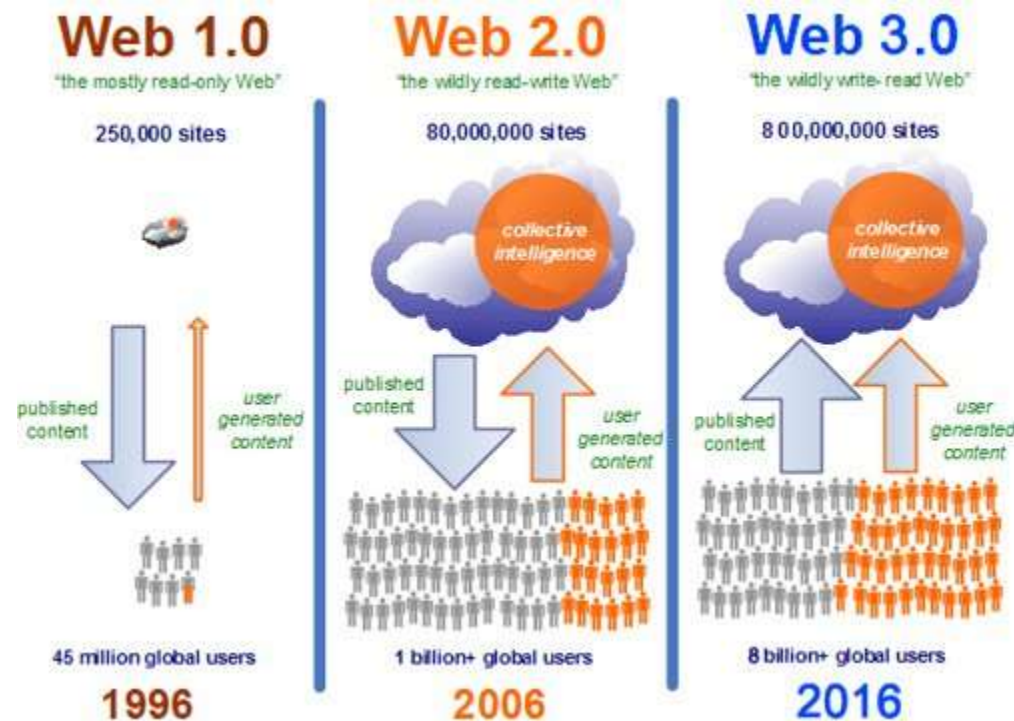 Web 1.0
"the mostly read-only Web"
250,000 sites
published
content
user
generated
content
45 million global users
1996
Web 2.0
"the wildly read-write Web"
80,000,000 sites
collective
intelligence
published
content
user
generated
content
1 billion+ global users
2006
Web 3.0
"the wildly write- read Web"
800,000,000 sites
collective
intelligence
published
content
user
generated
content
8 billion+ global users
2016